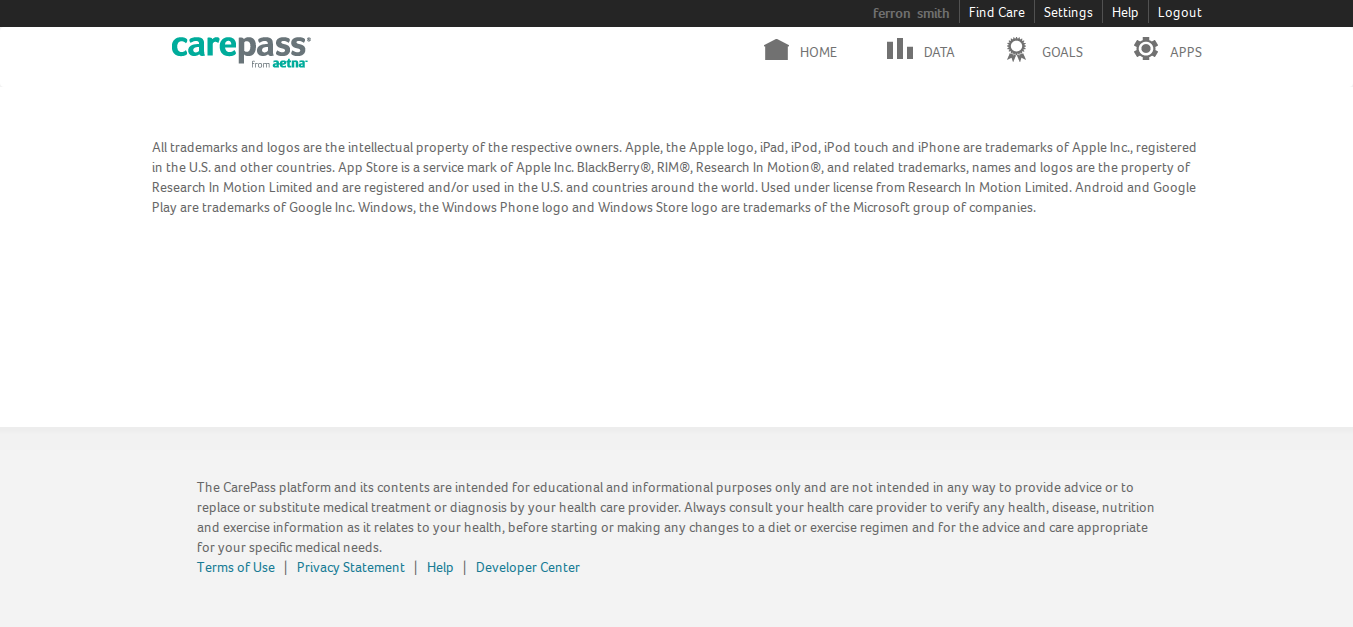 ferron smith Find Care Settings Help Logout
carepass®
from aetna™
HOME DATA GOALS APPS
All trademarks and logos are the intellectual property of the respective owners. Apple, the Apple logo, iPad, iPod, iPod touch and iPhone are trademarks of Apple Inc., registered
in the U.S. and other countries. App Store is a service mark of Apple Inc. BlackBerry®, RIM®, Research In Motion®, and related trademarks, names and logos are the property of
Research In Motion Limited and are registered and/or used in the U.S. and countries around the world. Used under license from Research In Motion Limited. Android and Google
Play are trademarks of Google Inc. Windows, the Windows Phone logo and Windows Store logo are trademarks of the Microsoft group of companies.
The CarePass platform and its contents are intended for educational and informational purposes only and are not intended in any way to provide advice or to
replace or substitute medical treatment or diagnosis by your health care provider. Always consult your health care provider to verify any health, disease, nutrition
and exercise information as it relates to your health, before starting or making any changes to a diet or exercise regimen and for the advice and care appropriate
for your specific medical needs.
Terms of Use | Privacy Statement | Help | Developer Center